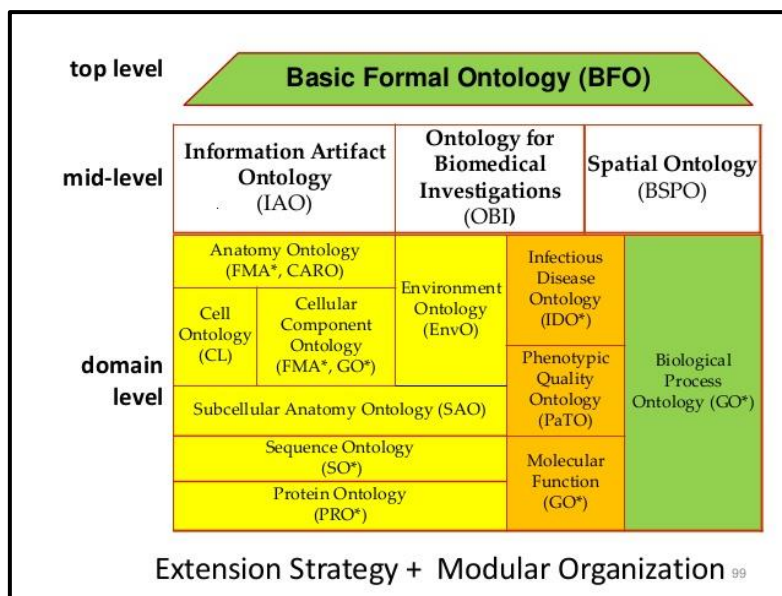 top level
Basic Formal Ontology (BFO)
mid-level
Information Artifact
Ontology
(IAO)
Ontology for
Biomedical
Investigations
(OBI)
Spatial Ontology
(BSPO)
domain
level
Anatomy Ontology
(FMA*, CARO)
Cell
Ontology
(CL)
Cellular
Component
Ontology
(FMA*, GO*)
Environment
Ontology
(EnvO)
Subcellular Anatomy Ontology (SAO)
Sequence Ontology
(SO*)
Protein Ontology
(PRO*)
Infectious
Disease
Ontology
(IDO*)
Phenotypic
Quality
Ontology
(PaTO)
Molecular
Function
(GO*)
Biological
Process
Ontology (GO*)
Extension Strategy + Modular Organization 99